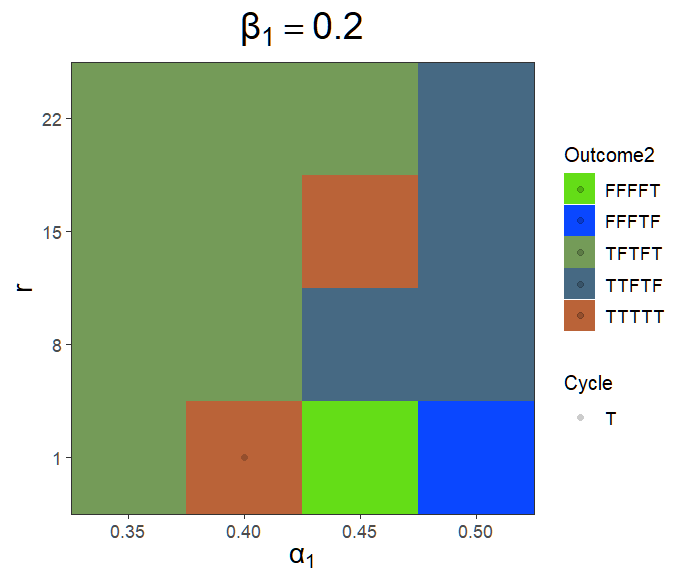 β1 = 0.2
22
15
8
1
r
0.35 0.40 0.45 0.50
α1
Outcome2
FFFFT
FFFTF
TFTFT
TTFTF
TTTTT
Cycle
T